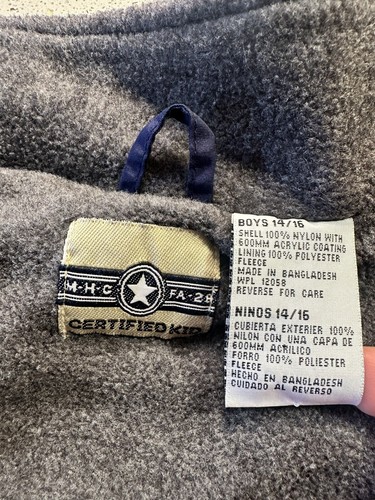 M·H·C FA-28
CERTIFIED KID
BOYS 14/16
SHELL 100% NYLON WITH
600MM ACRYLIC COATING
LINING 100% POLYESTER
FLEECE
MADE IN BANGLADESH
WPL 12058
REVERSE FOR CARE
NINOS 14/16
CUBIERTA EXTERIOR 100%
NILON CON UNA CAPA DE
600MM ACRILICO
FORRO 100% POLIESTER
FLEECE
HECHO EN BANGLADESH
CUIDADO AL REVERSO